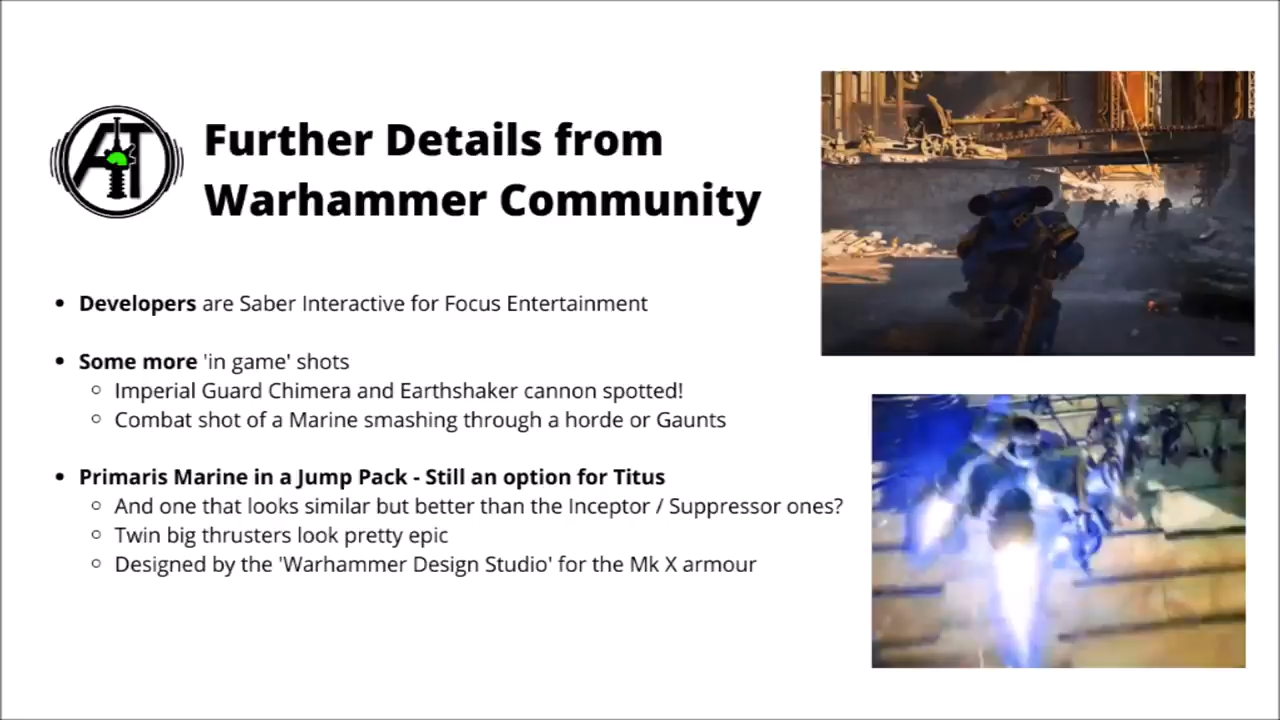 AT
Further Details from
Warhammer Community
• Developers are Saber Interactive for Focus Entertainment
• Some more 'in game' shots
○ Imperial Guard Chimera and Earthshaker cannon spotted!
○ Combat shot of a Marine smashing through a horde or Gaunts
• Primaris Marine in a Jump Pack - Still an option for Titus
○ And one that looks similar but better than the Inceptor / Suppressor ones?
○ Twin big thrusters look pretty epic
○ Designed by the 'Warhammer Design Studio' for the Mk X armour